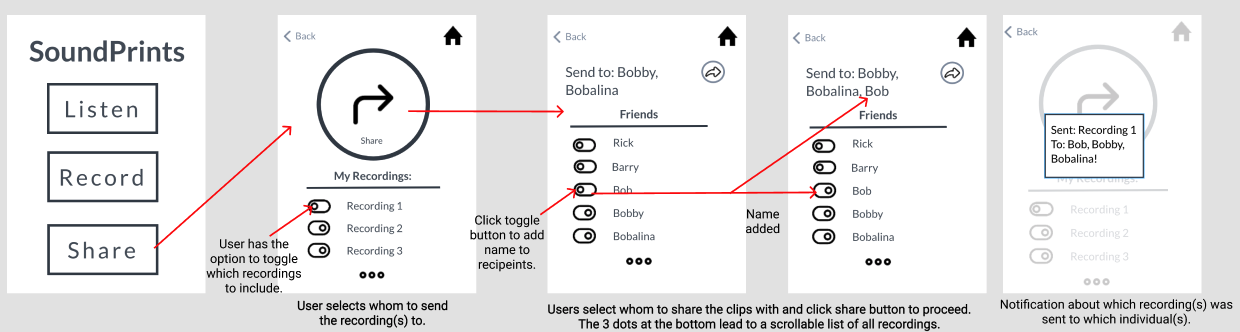 SoundPrints
Listen
Record
Share
Back
Share
My Recordings:
Recording 1
Recording 2
Recording 3
User has the
option to toggle
which recordings
to include.
User selects whom to send
the recording(s) to.
Back
Send to: Bobby,
Bobalina
Friends
Rick
Barry
Bob
Bobby
Bobalina
Click toggle
button to add
name to
recipeints.
Back
Send to: Bobby,
Bobalina, Bob
Friends
Rick
Barry
Bob
Bobby
Bobalina
Name
added
Users select whom to share the clips with and click share button to proceed.
The 3 dots at the bottom lead to a scrollable list of all recordings.
Back
Sent: Recording 1
To: Bob, Bobby,
Bobalina!
My Recordings:
Recording 1
Recording 2
Recording 3
Notification about which recording(s) was
sent to which individual(s).